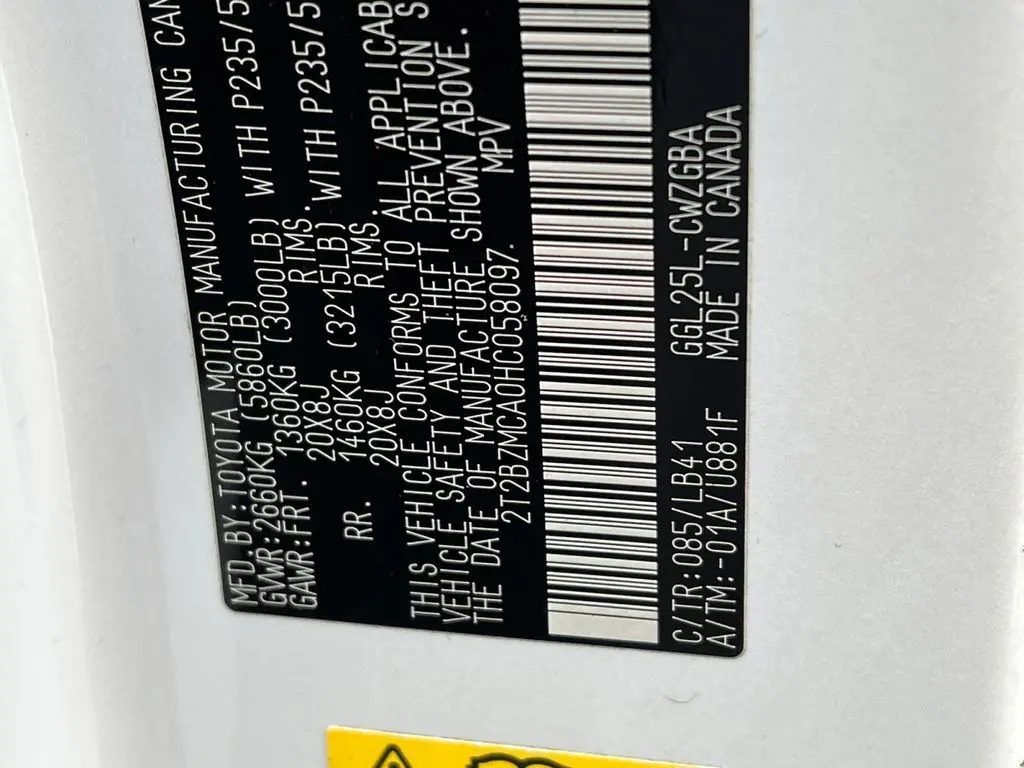 MFD.BY:TOYOTA MOTOR MANUFACTURING CAN
GVWR:2660KG (5860LB)
GAWR:FRT. 1360KG (3000LB) WITH P235/5
20X8J RIMS.
RR. 1460KG (3215LB) WITH P235/5
20X8J RIMS.
THIS VEHICLE CONFORMS TO ALL APPLICAB
VEHICLE SAFETY AND THEFT PREVENTION S
THE DATE OF MANUFACTURE SHOWN ABOVE.
2T2BZMCA0HC058097. MPV
C/TR:085/LB41 GGL25L-CWZGBA
A/TM:-01A/U881F MADE IN CANADA